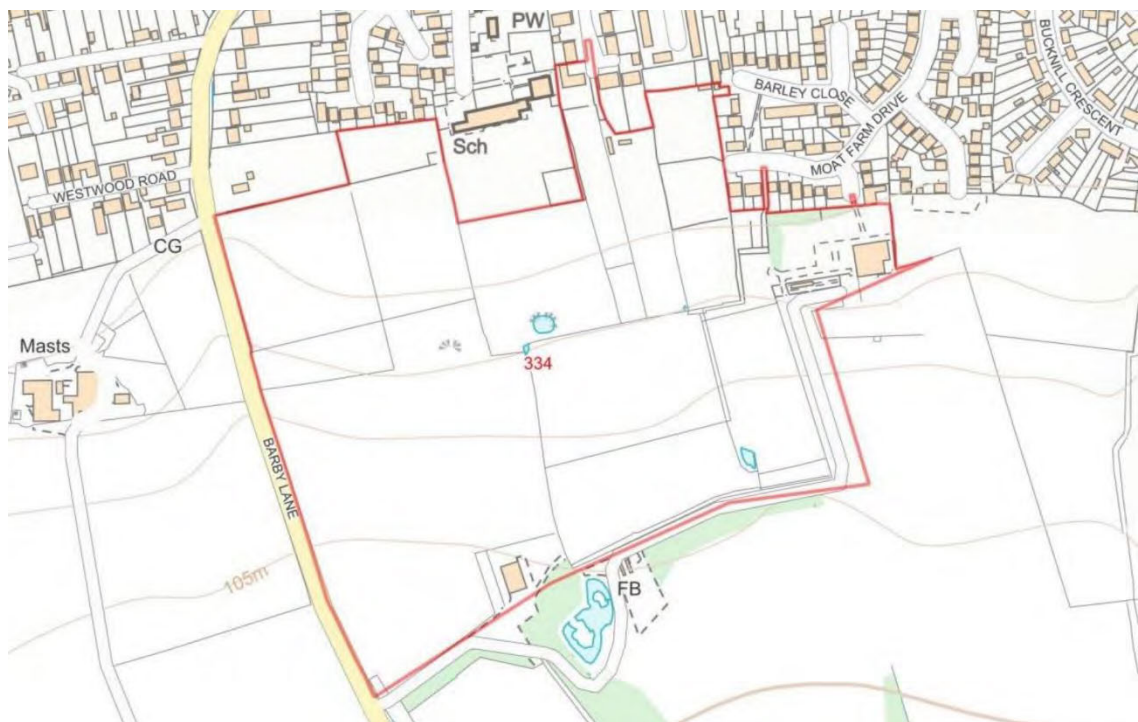 PW
BARLEY CLOSE
BUCKNILL CRESCENT
MOAT FARM DRIVE
Sch
WESTWOOD ROAD
CG
Masts
334
BARBY LANE
105m
FB